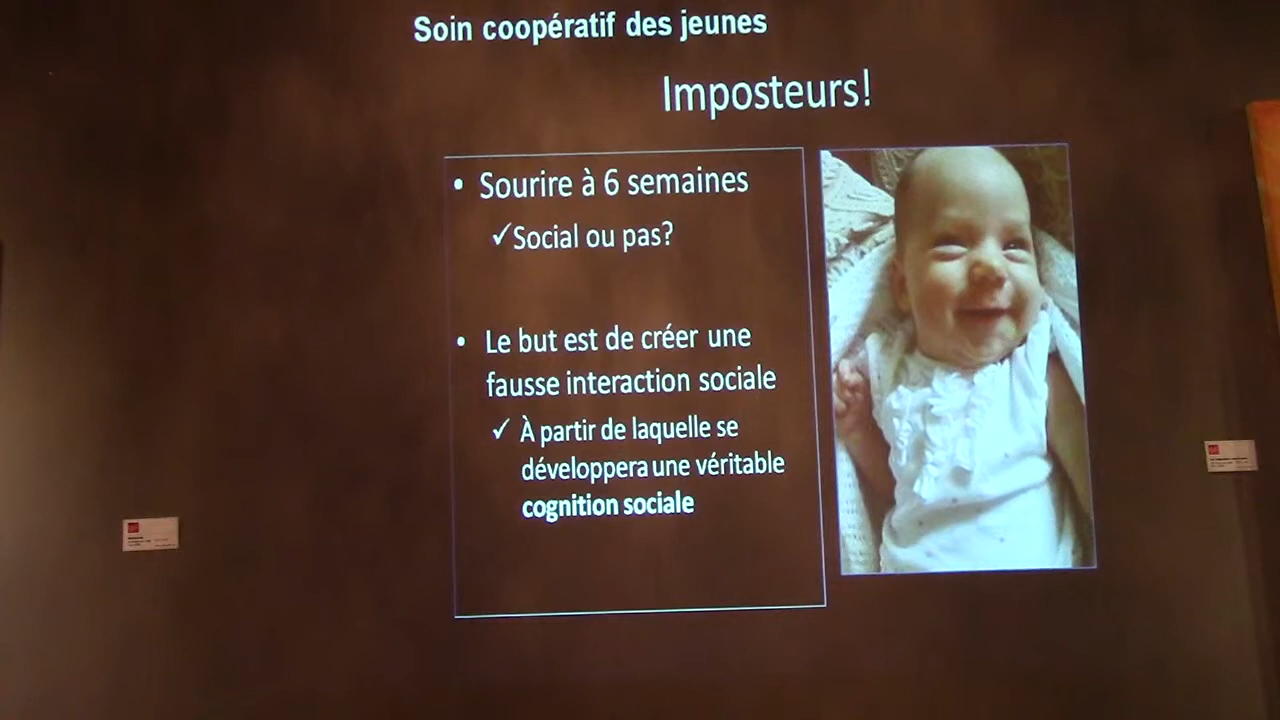 Soin coopératif des jeunes
Imposteurs!
• Sourire à 6 semaines
✓Social ou pas?
• Le but est de créer une
fausse interaction sociale
✓ À partir de laquelle se
développera une véritable
cognition sociale